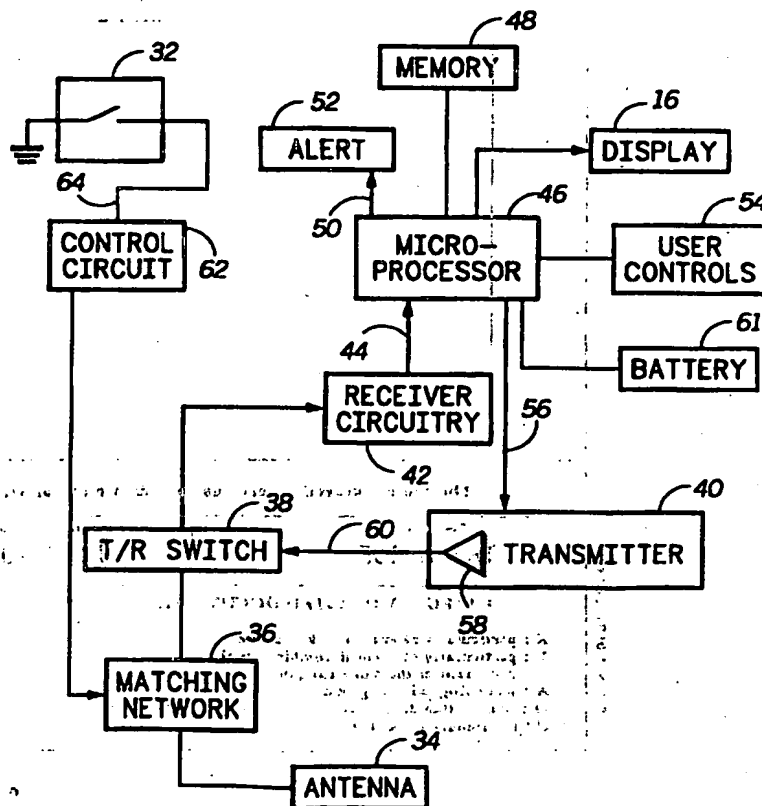 48
MEMORY
32
52
ALERT
16
DISPLAY
64
50
46
54
CONTROL
CIRCUIT
62
MICRO-
PROCESSOR
USER
CONTROLS
44
61
BATTERY
RECEIVER
CIRCUITRY
42
56
38
40
T/R SWITCH
60
TRANSMITTER
58
36
MATCHING
NETWORK
34
ANTENNA